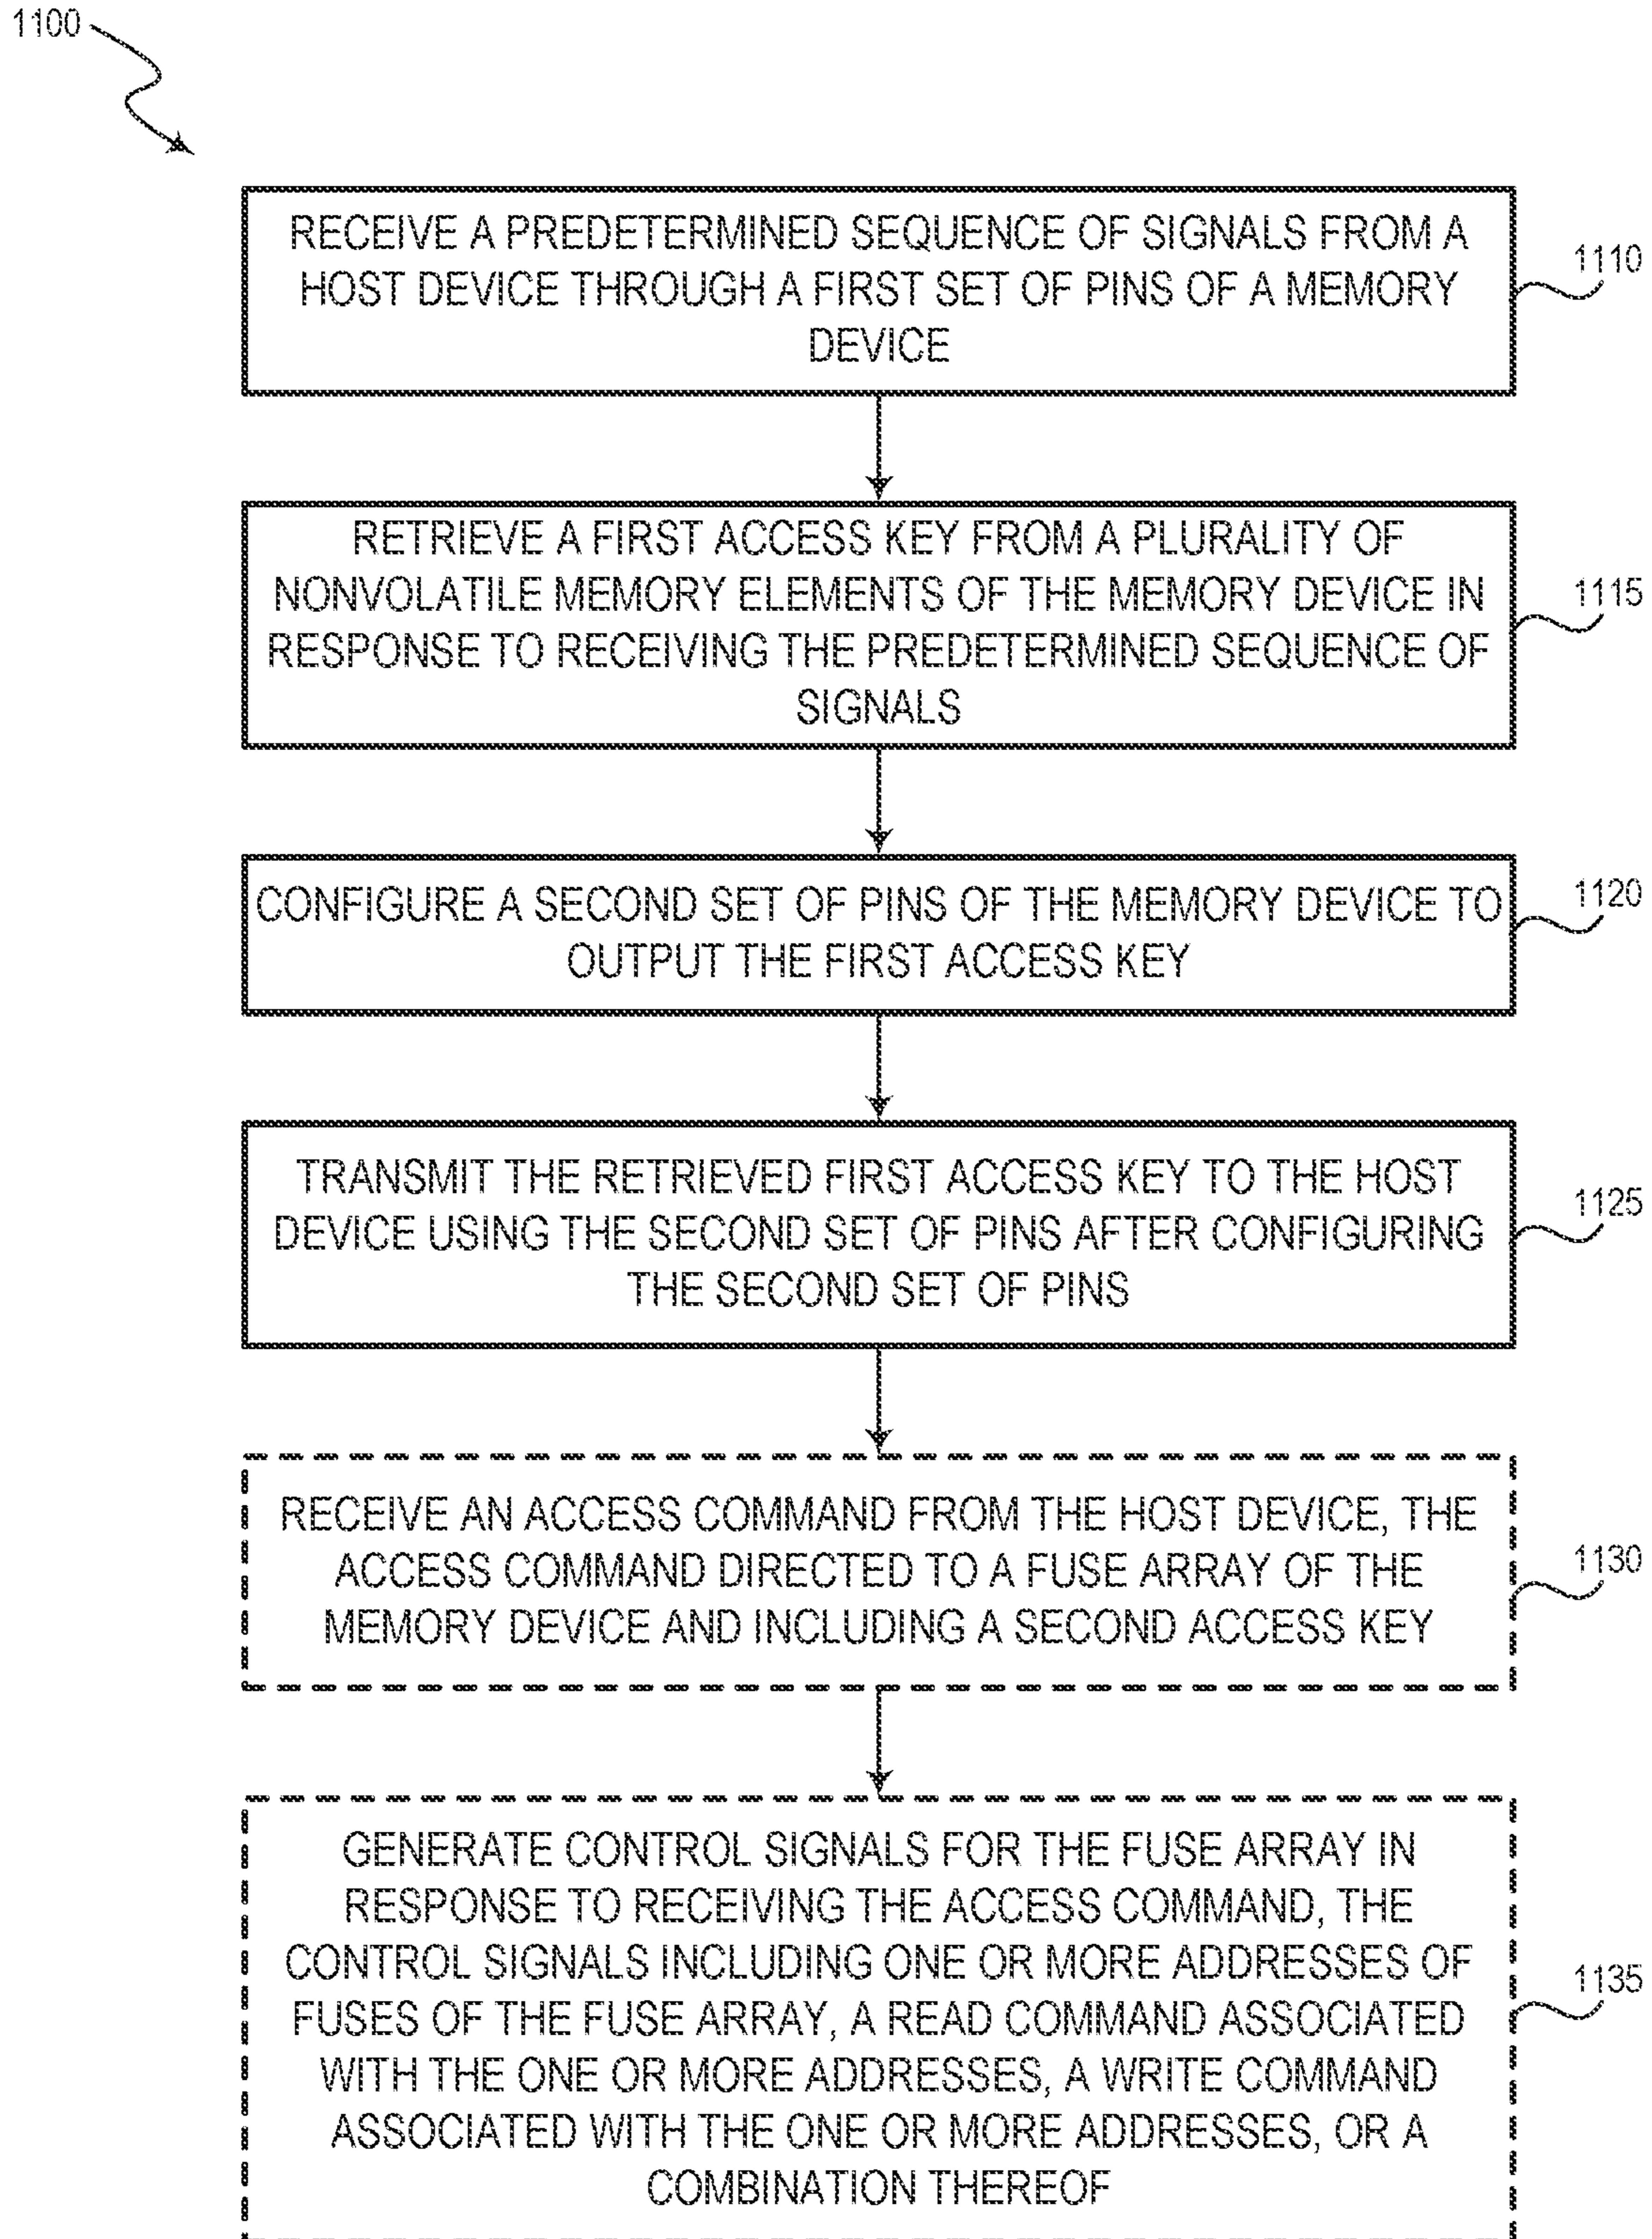 1100
RECEIVE A PREDETERMINED SEQUENCE OF SIGNALS FROM A
HOST DEVICE THROUGH A FIRST SET OF PINS OF A MEMORY
DEVICE
1110
RETRIEVE A FIRST ACCESS KEY FROM A PLURALITY OF
NONVOLATILE MEMORY ELEMENTS OF THE MEMORY DEVICE IN
RESPONSE TO RECEIVING THE PREDETERMINED SEQUENCE OF
SIGNALS
1115
CONFIGURE A SECOND SET OF PINS OF THE MEMORY DEVICE TO
OUTPUT THE FIRST ACCESS KEY
1120
TRANSMIT THE RETRIEVED FIRST ACCESS KEY TO THE HOST
DEVICE USING THE SECOND SET OF PINS AFTER CONFIGURING
THE SECOND SET OF PINS
1125
RECEIVE AN ACCESS COMMAND FROM THE HOST DEVICE, THE
ACCESS COMMAND DIRECTED TO A FUSE ARRAY OF THE
MEMORY DEVICE AND INCLUDING A SECOND ACCESS KEY
1130
GENERATE CONTROL SIGNALS FOR THE FUSE ARRAY IN
RESPONSE TO RECEIVING THE ACCESS COMMAND, THE
CONTROL SIGNALS INCLUDING ONE OR MORE ADDRESSES OF
FUSES OF THE FUSE ARRAY, A READ COMMAND ASSOCIATED
WITH THE ONE OR MORE ADDRESSES, A WRITE COMMAND
ASSOCIATED WITH THE ONE OR MORE ADDRESSES, OR A
COMBINATION THEREOF
1135